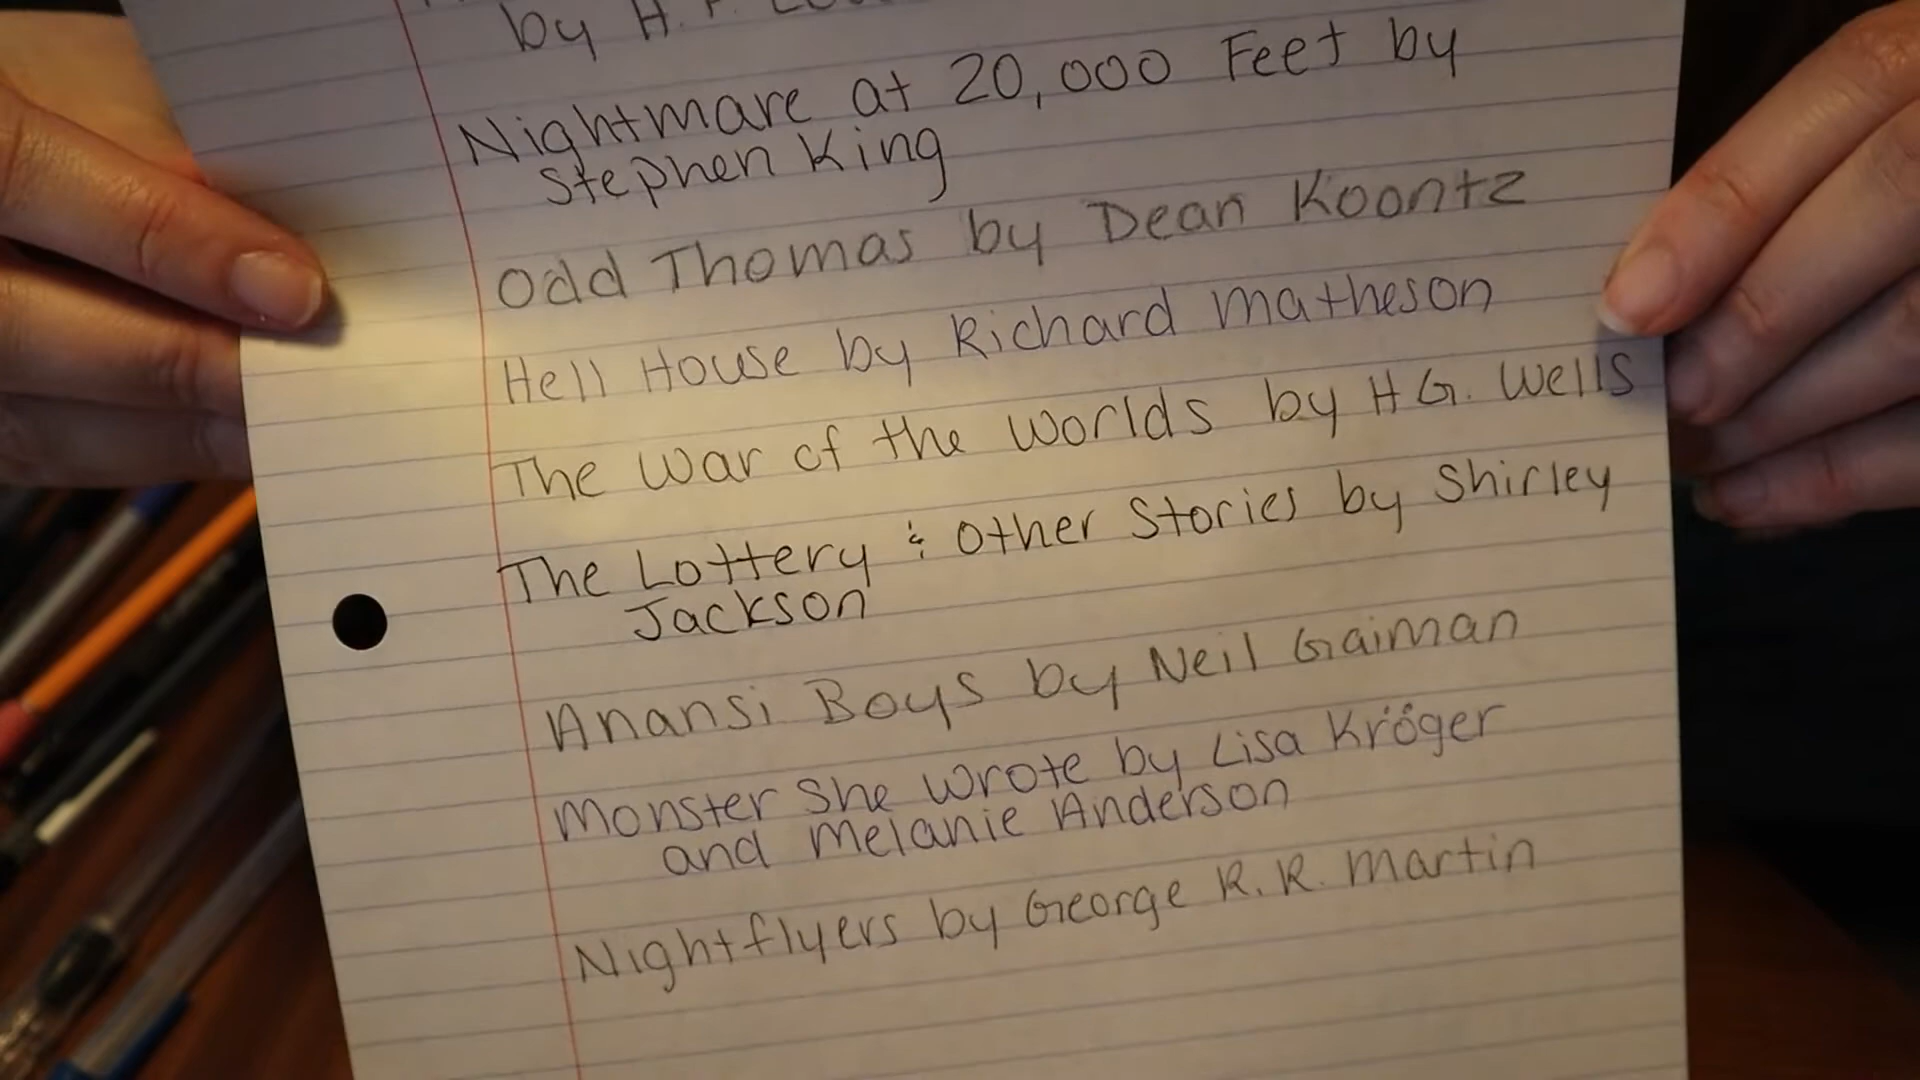 by H. P.
Nightmare at 20,000 Feet by
Stephen King
Odd Thomas by Dean Koontz
Hell House by Richard Matheson
The War of the Worlds by H G. Wells
The Lottery & Other Stories by Shirley
Jackson
Anansi Boys by Neil Gaiman
Monster She Wrote by Lisa Kröger
and Melanie Anderson
Nightflyers by George R. R. Martin